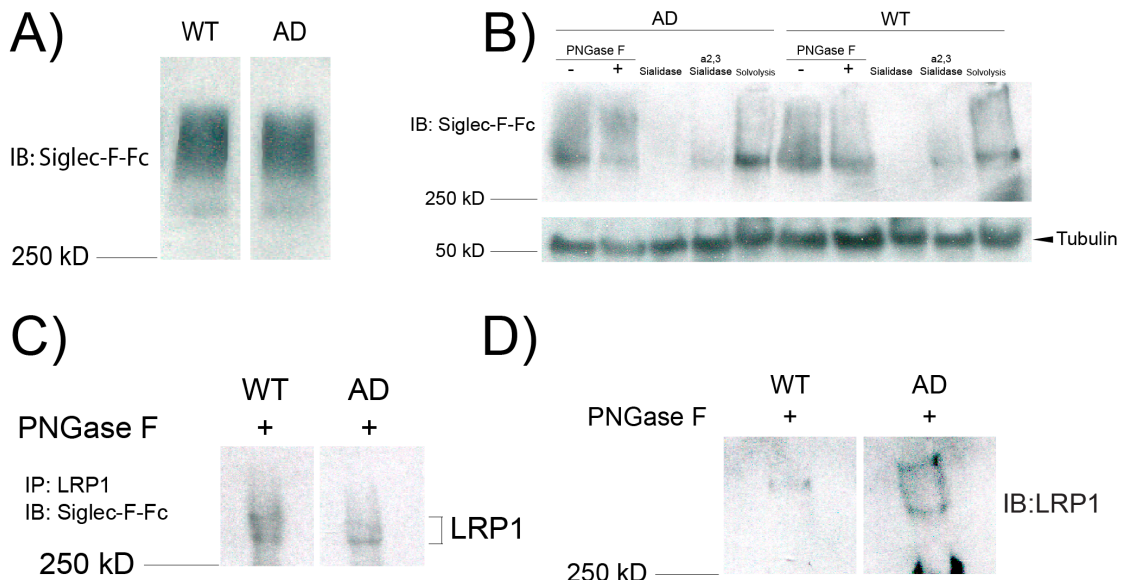 A)
WT AD
IB: Siglec-F-Fc
250 kD
B)
AD WT
PNGase F PNGase F
- + Sialidase a2,3 Sialidase Solvolysis - + Sialidase a2,3 Sialidase Solvolysis
IB: Siglec-F-Fc
250 kD
50 kD
Tubulin
C)
WT AD
PNGase F + +
IP: LRP1
IB: Siglec-F-Fc
LRP1
250 kD
D)
WT AD
PNGase F + +
IB:LRP1
250 kD